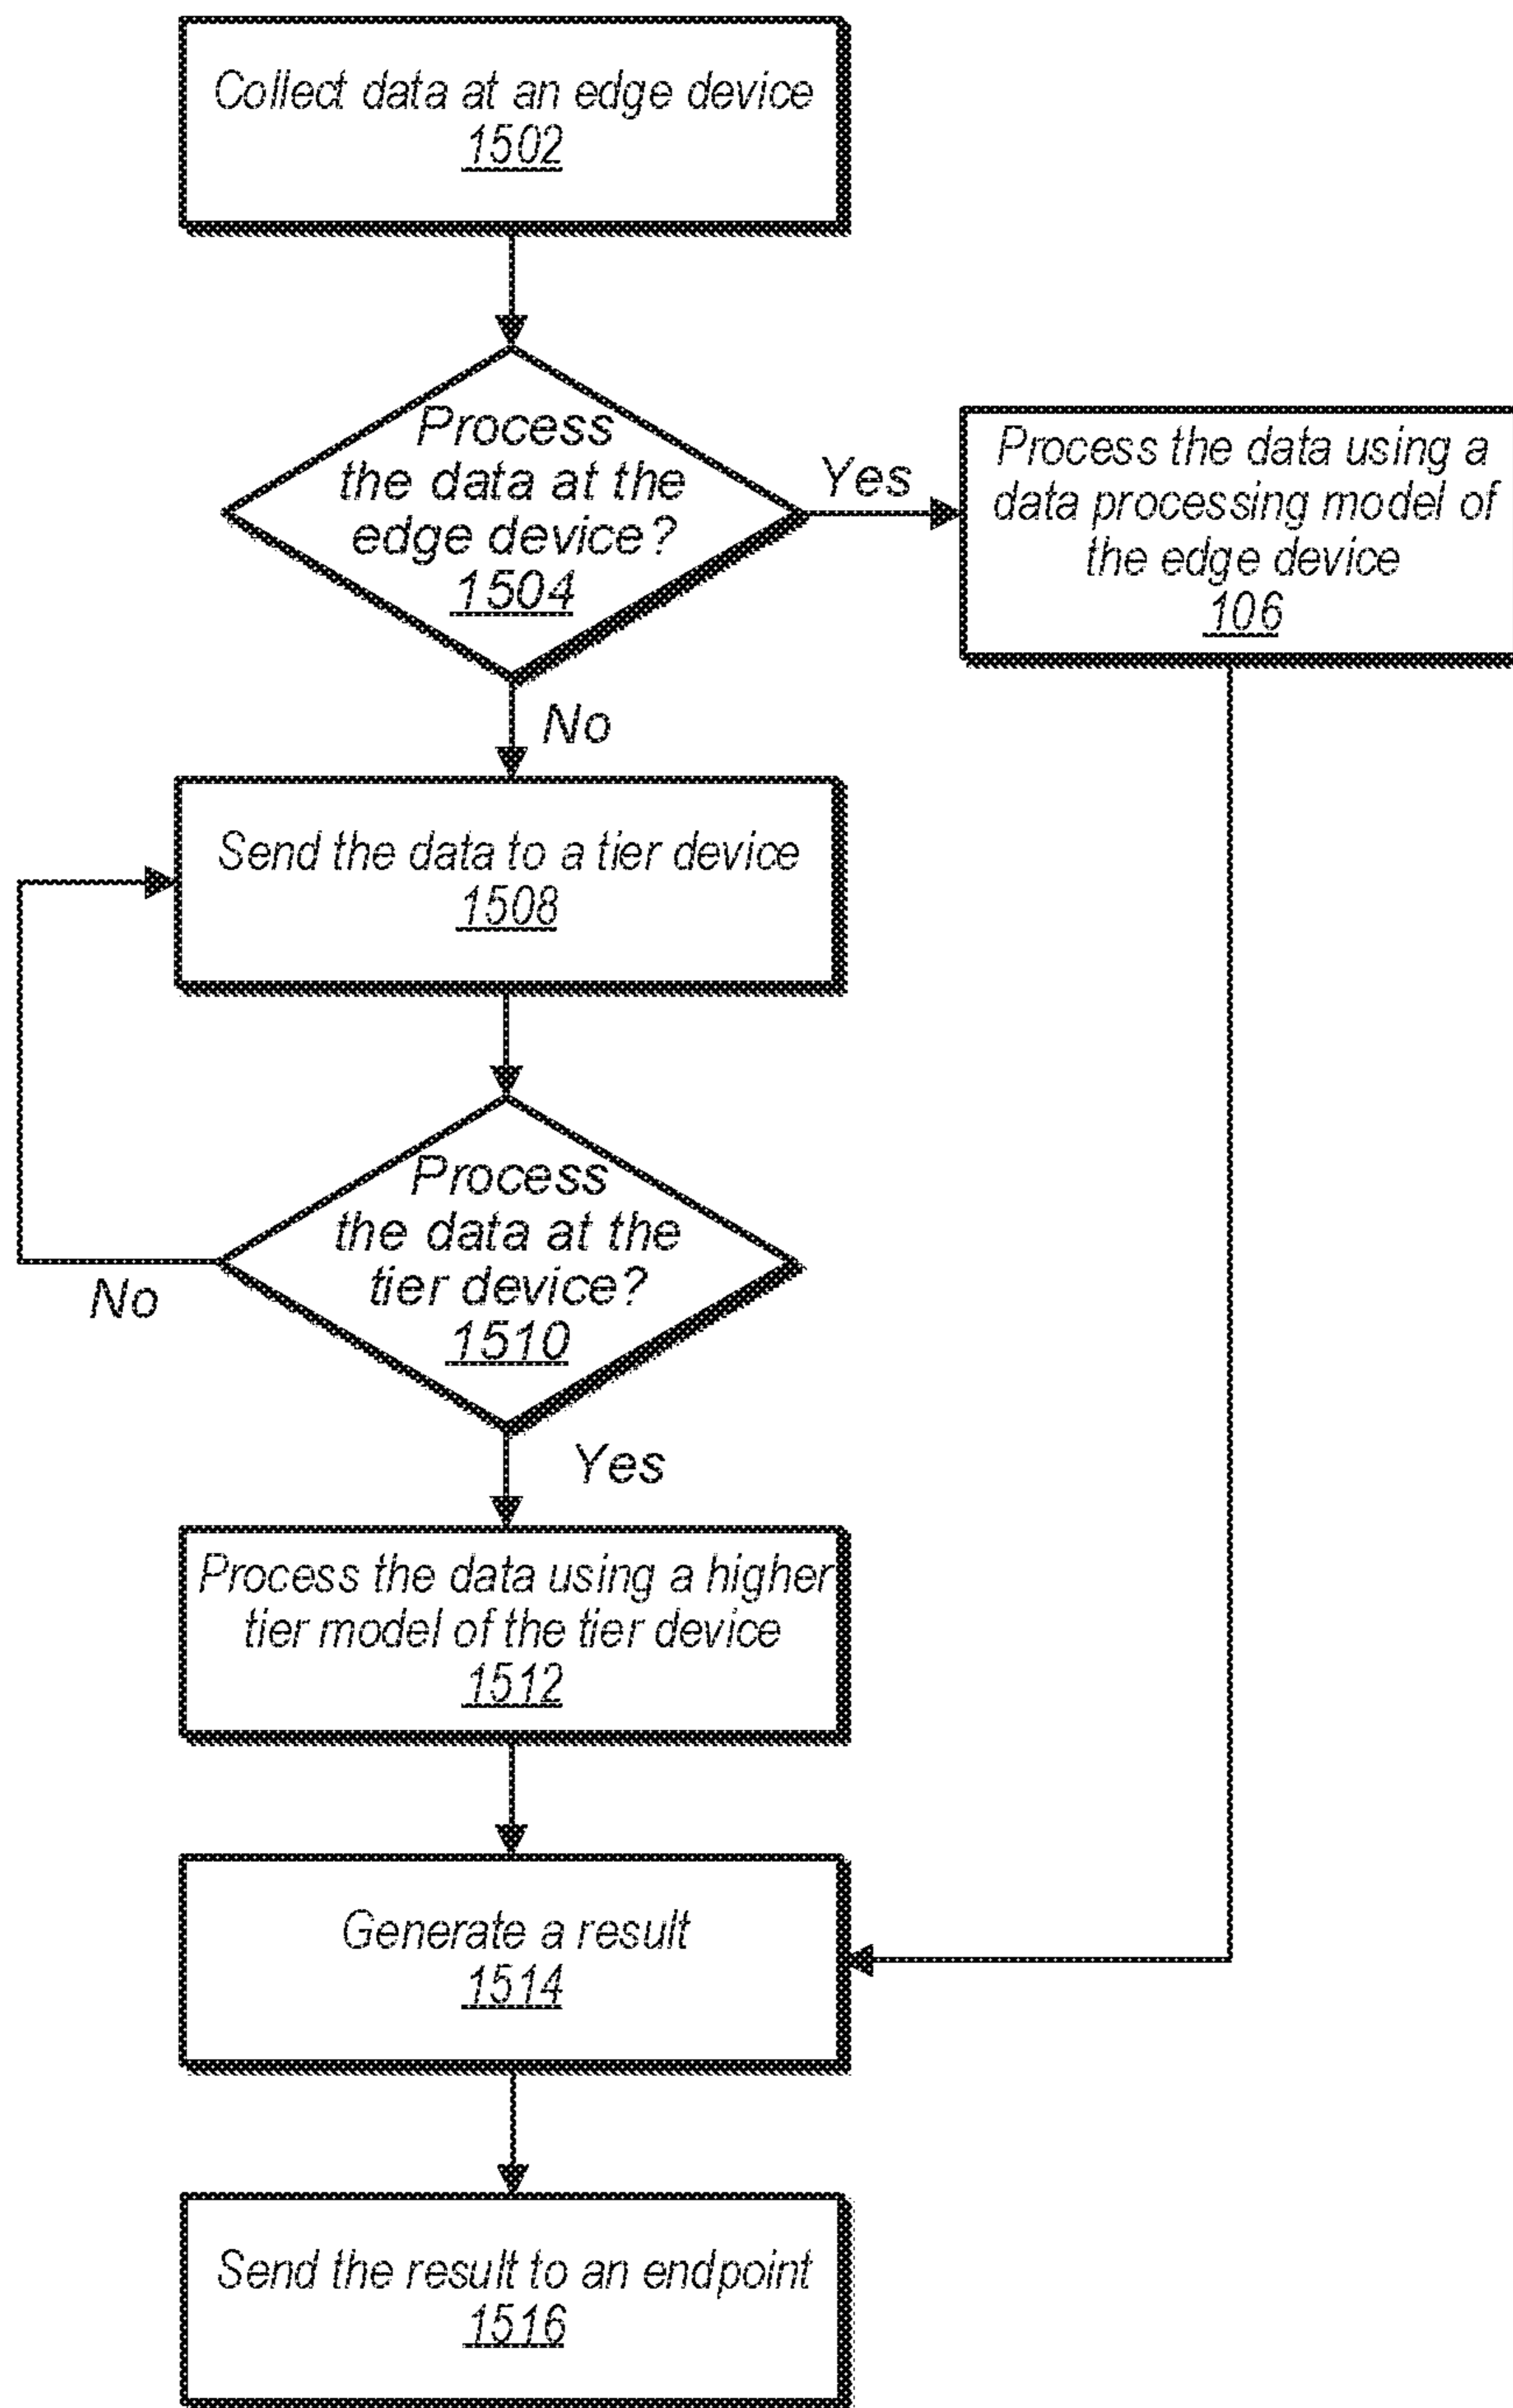 Collect data at an edge device
1502
Process
the data at the
edge device?
1504
Yes
Process the data using a
data processing model of
the edge device
106
No
Send the data to a tier device
1508
Process
the data at the
tier device?
1510
No
Yes
Process the data using a higher
tier model of the tier device
1512
Generate a result
1514
Send the result to an endpoint
1516